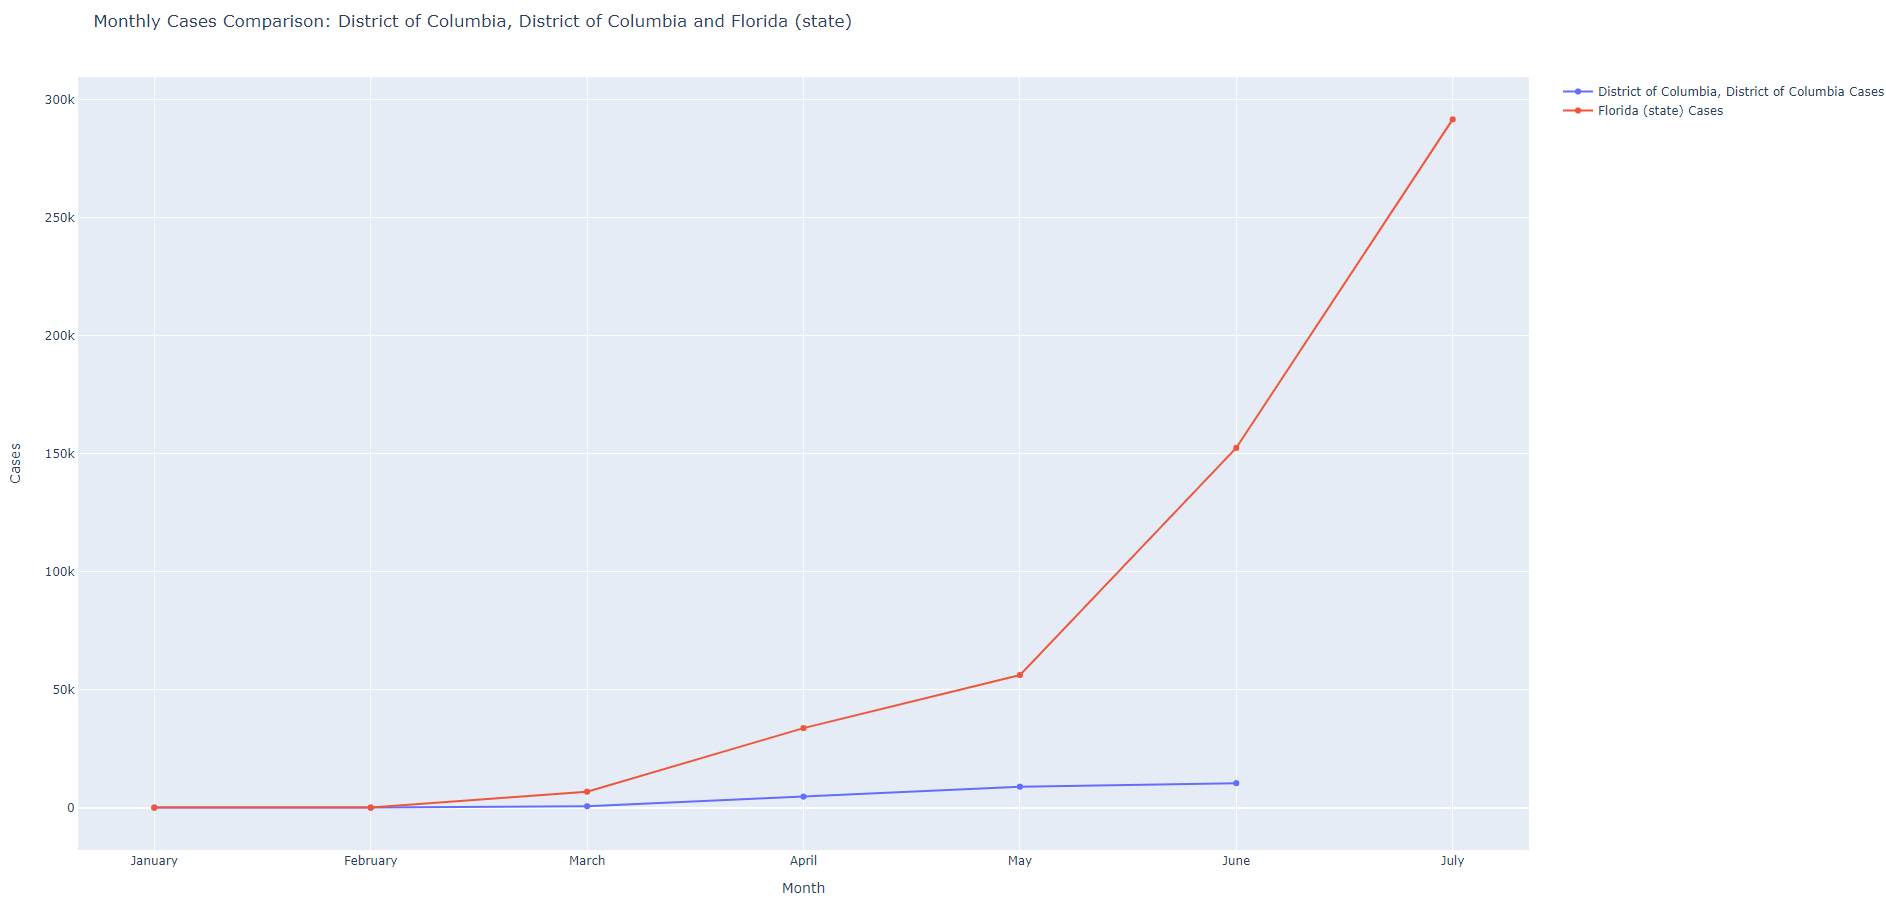 Monthly Cases Comparison: District of Columbia, District of Columbia and Florida (state)
District of Columbia, District of Columbia Cases
Florida (state) Cases
300k
250k
200k
150k
100k
50k
0
Cases
January February March April May June July
Month